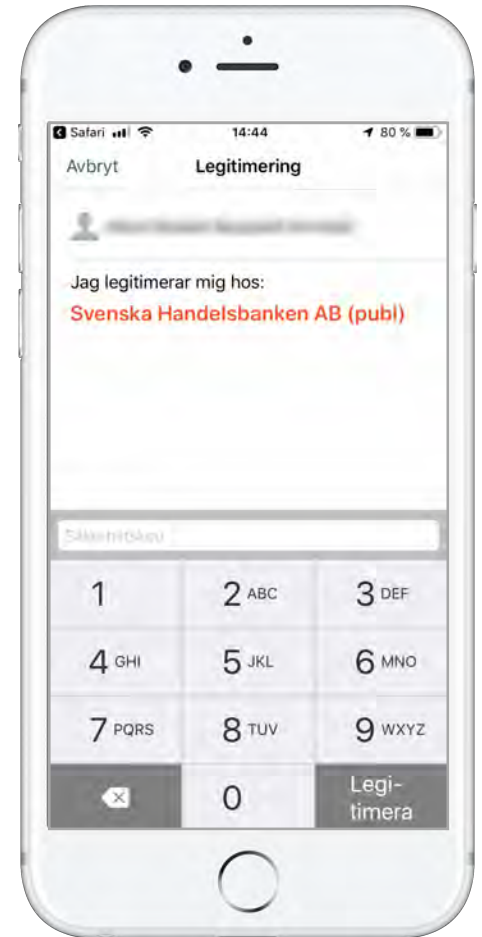 Safari 14:44 80 %
Avbryt Legitimering
Jag legitimerar mig hos:
Svenska Handelsbanken AB (publ)
Säkerhetskod
1 2 ABC 3 DEF
4 GHI 5 JKL 6 MNO
7 PQRS 8 TUV 9 WXYZ
0 Legi-
timera